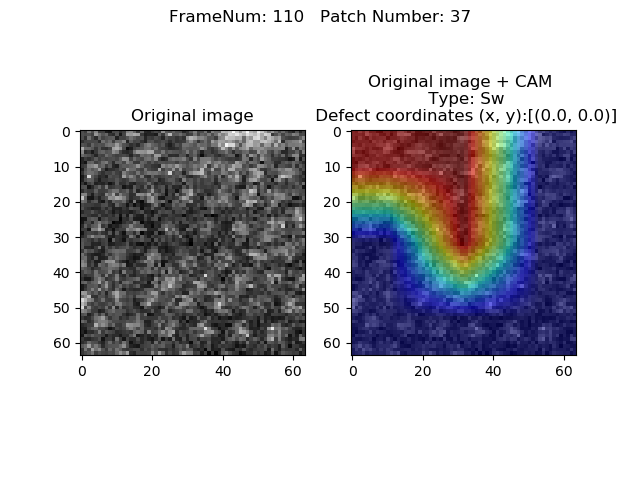 FrameNum: 110   Patch Number: 37
Original image
Original image + CAM
Type: Sw
Defect coordinates (x, y):[(0.0, 0.0)]
0
10
20
30
40
50
60
0 20 40 60
0
10
20
30
40
50
60
0 20 40 60